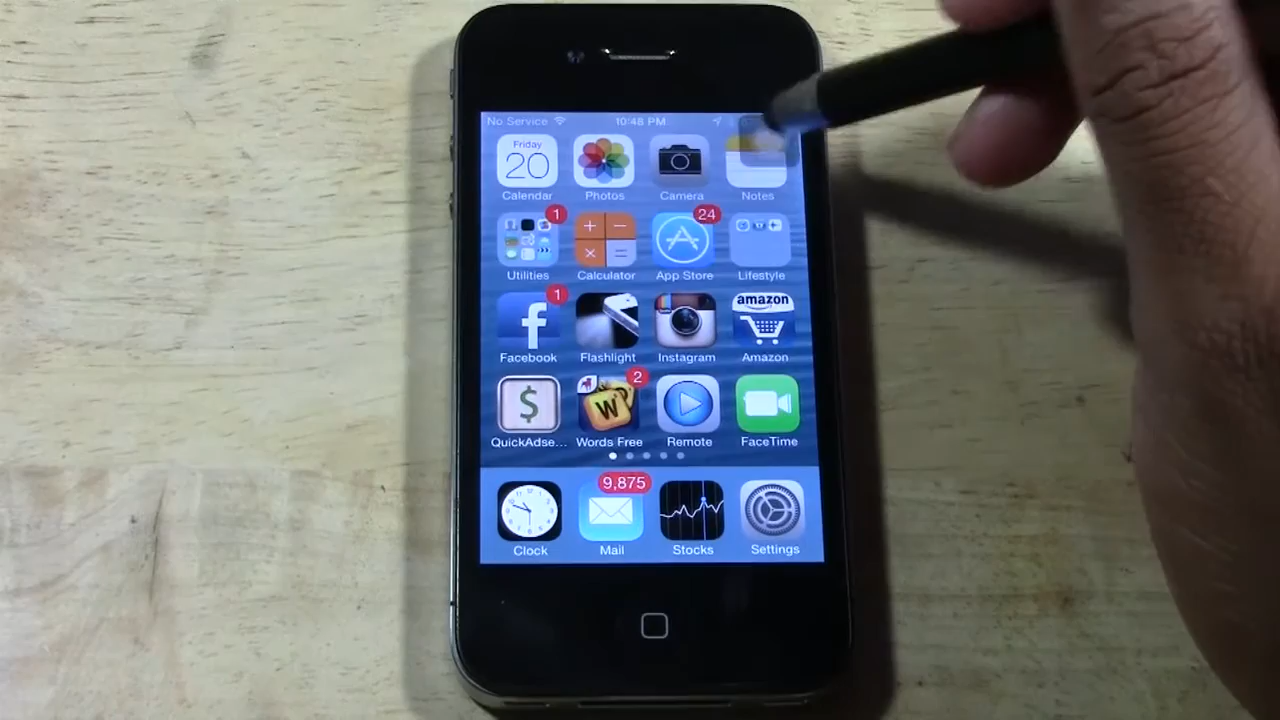 No Service 10:48 PM
Friday
20
Calendar Photos Camera Notes
1 24
Utilities Calculator App Store Lifestyle
1 amazon
Facebook Flashlight Instagram Amazon
$ W 2
QuickAdse... Words Free Remote FaceTime
9,875
Clock Mail Stocks Settings